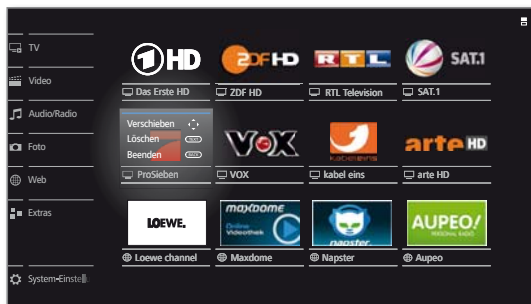 TV
Video
Audio/Radio
Foto
Web
Extras
System-Einstell
HD
ZDF HD
RTL
SAT.1
Das Erste HD
ZDF HD
RTL Television
SAT.1
Verschieben
Löschen
Beenden
VOX
kabel eins
arte HD
ProSieben
VOX
kabel eins
arte HD
LOEWE.
maxdome
Online
Videothek
napster.
AUPEO!
PERSONAL RADIO
Loewe channel
Maxdome
Napster
Aupeo